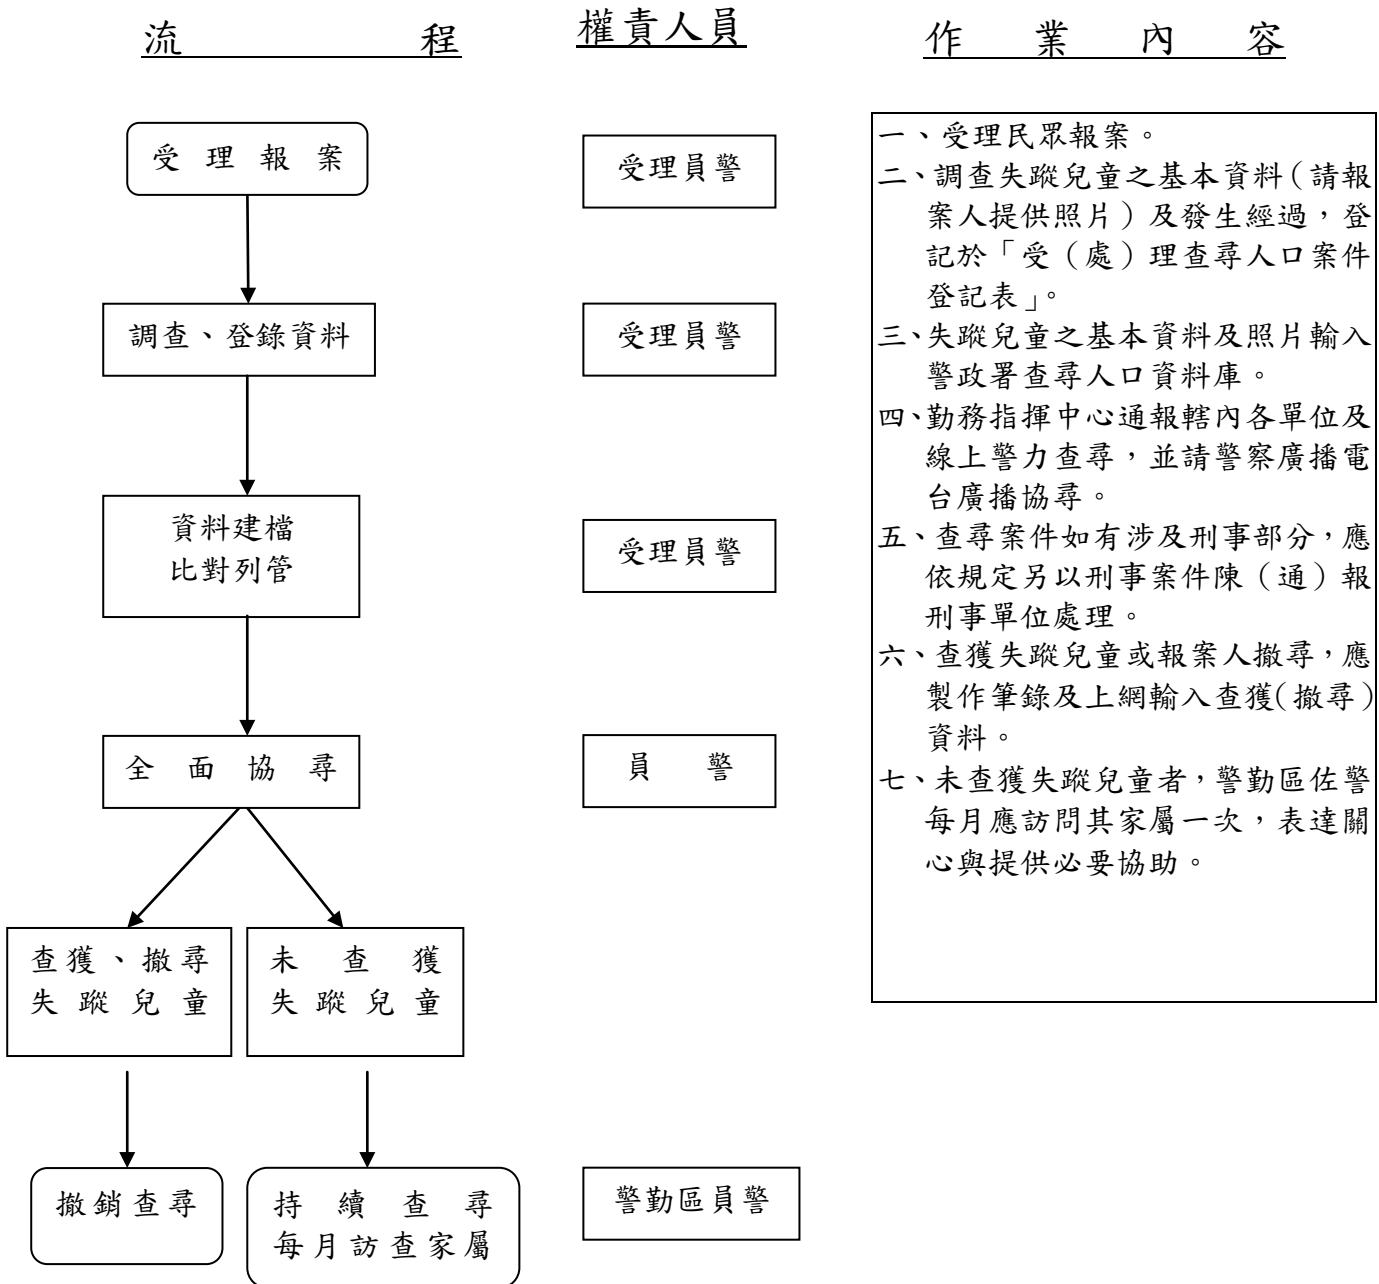 流程
權責人員
作業內容
受理報案
受理員警
調查、登錄資料
受理員警
資料建檔
比對列管
受理員警
全面協尋
員警
查獲、撤尋
失蹤兒童
未查獲
失蹤兒童
撤銷查尋
持續查尋
每月訪查家屬
警勤區員警
一、受理民眾報案。
二、調查失蹤兒童之基本資料(請報
案人提供照片)及發生經過,登
記於「受(處)理查尋人口案件
登記表」。
三、失蹤兒童之基本資料及照片輸入
警政署查尋人口資料庫。
四、勤務指揮中心通報轄內各單位及
線上警力查尋,並請警察廣播電
台廣播協尋。
五、查尋案件如有涉及刑事部分,應
依規定另以刑事案件陳(通)報
刑事單位處理。
六、查獲失蹤兒童或報案人撤尋,應
製作筆錄及上網輸入查獲(撤尋)
資料。
七、未查獲失蹤兒童者,警勤區佐警
每月應訪問其家屬一次,表達關
心與提供必要協助。